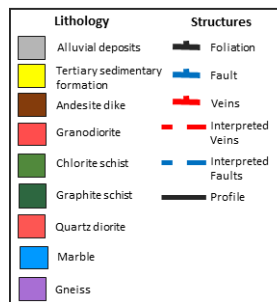 Lithology
Alluvial deposits
Tertiary sedimentary
formation
Andesite dike
Granodiorite
Chlorite schist
Graphite schist
Quartz diorite
Marble
Gneiss
Structures
Foliation
Fault
Veins
Interpreted
Veins
Interpreted
Faults
Profile